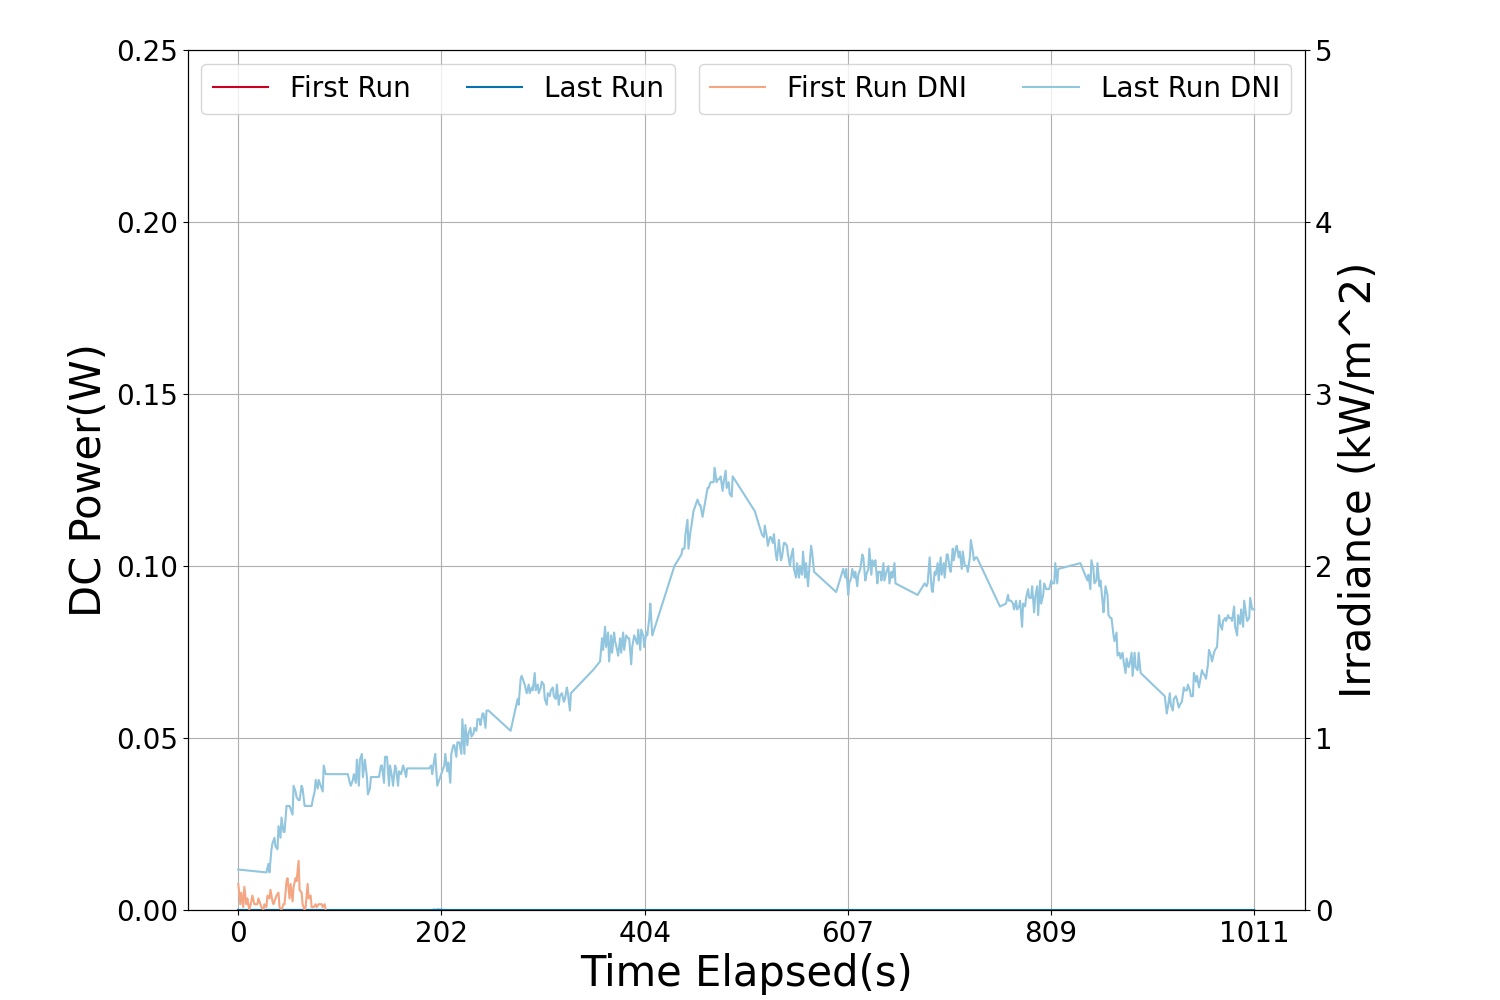 First Run Last Run First Run DNI Last Run DNI
0.25
0.20
0.15
0.10
0.05
0.00
DC Power(W)
5
4
3
2
1
0
Irradiance (kW/m^2)
0 202 404 607 809 1011
Time Elapsed(s)